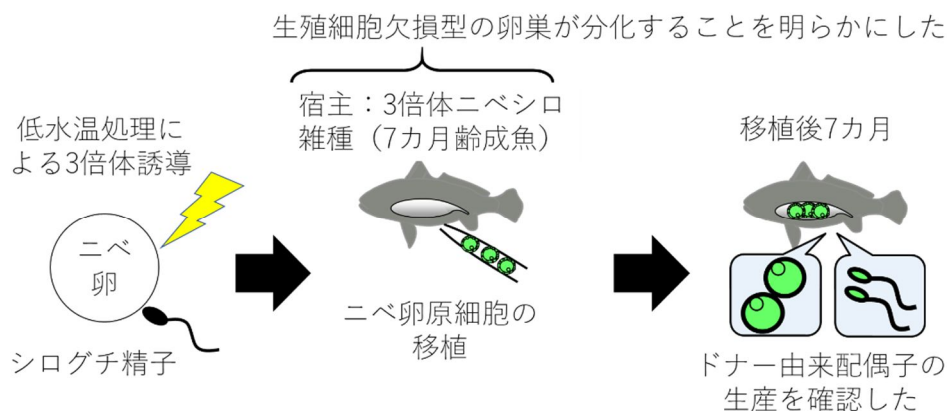 生殖細胞欠損型の卵巣が分化することを明らかにした
低水温処理に
よる3倍体誘導
ニベ
卵
シログチ精子
宿主：3倍体ニベシロ
雑種（7カ月齢成魚）
ニベ卵原細胞の
移植
移植後7カ月
ドナー由来配偶子の
生産を確認した